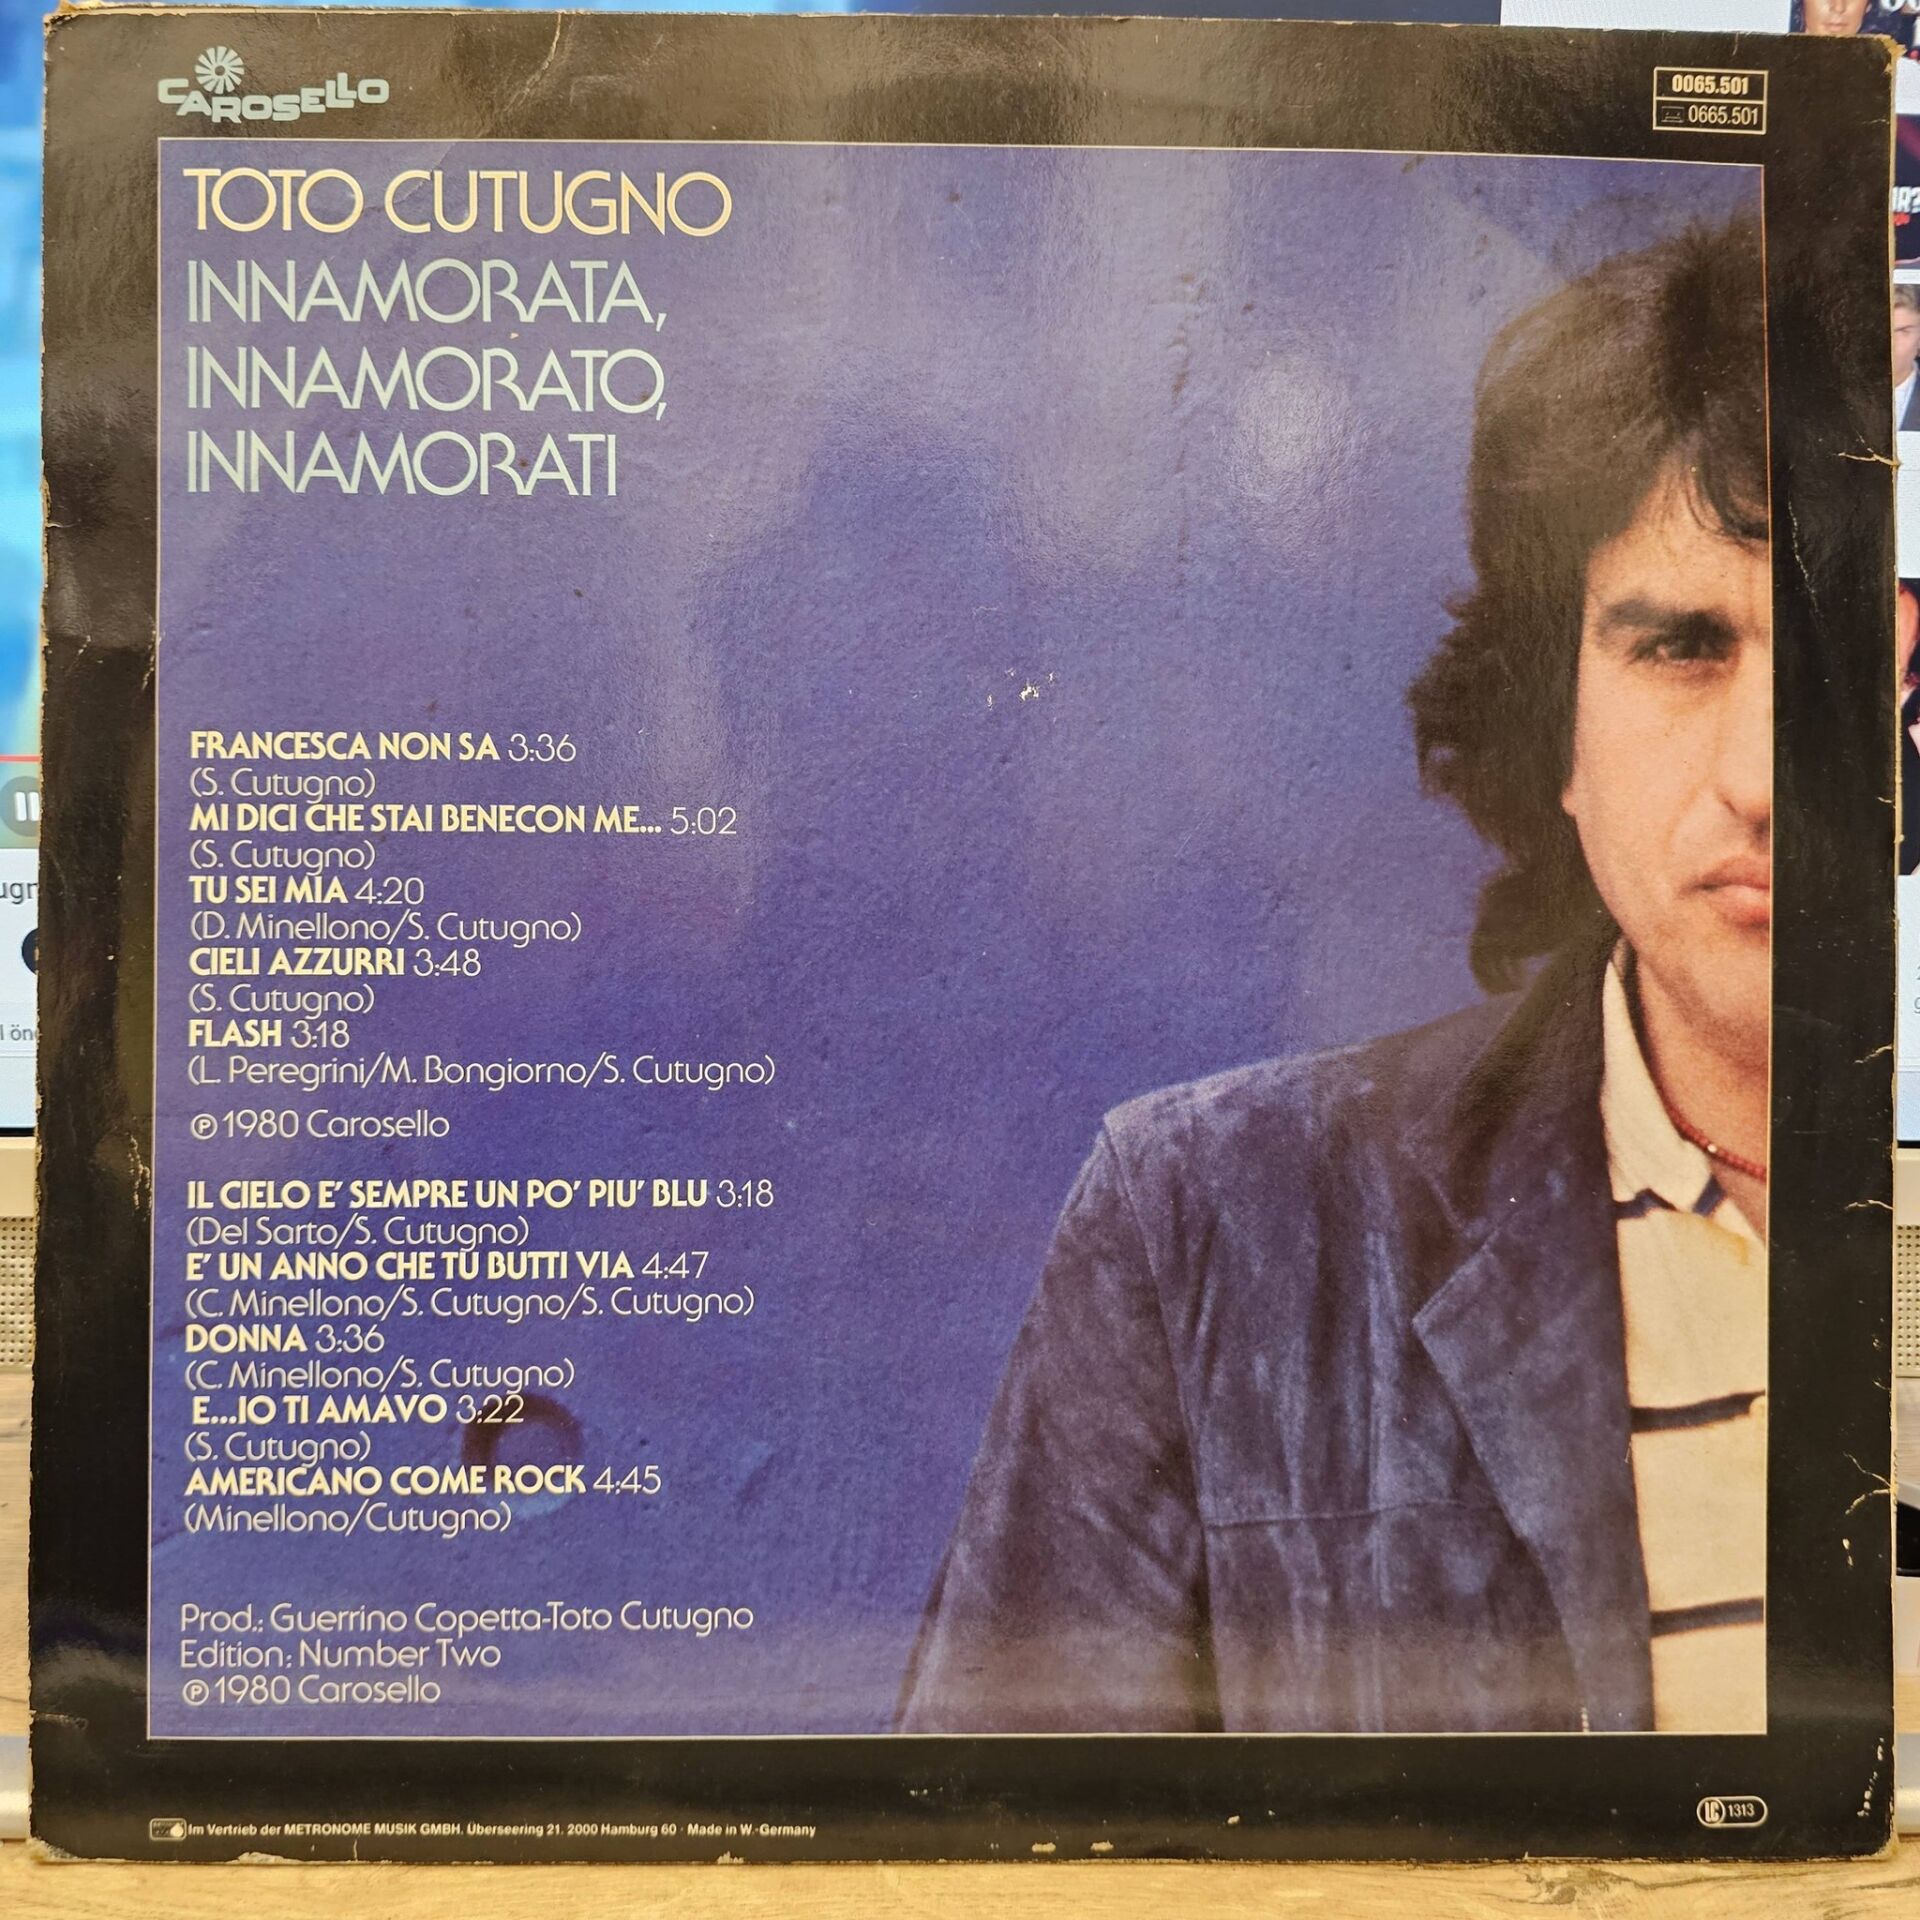 CAROSELLO
0065.501
0665.501
TOTO CUTUGNO
INNAMORATA,
INNAMORATO,
INNAMORATI
FRANCESCA NON SA 3:36
(S. Cutugno)
MI DICI CHE STAI BENECON ME... 5:02
(S. Cutugno)
TU SEI MIA 4:20
(D. Minellono/S. Cutugno)
CIELI AZZURRI 3:48
(S. Cutugno)
FLASH 3:18
(L. Peregrini/M. Bongiorno/S. Cutugno)
℗ 1980 Carosello
IL CIELO E' SEMPRE UN PO' PIU' BLU 3:18
(Del Sarto/S. Cutugno)
E' UN ANNO CHE TU BUTTI VIA 4:47
(C. Minellono/S. Cutugno/S. Cutugno)
DONNA 3:36
(C. Minellono/S. Cutugno)
E...IO TI AMAVO 3:22
(S. Cutugno)
AMERICANO COME ROCK 4:45
(Minellono/Cutugno)
Prod.: Guerrino Copetta-Toto Cutugno
Edition: Number Two
℗ 1980 Carosello
Im Vertrieb der METRONOME MUSIK GMBH. Überseering 21. 2000 Hamburg 60 · Made in W.-Germany
LC 1313